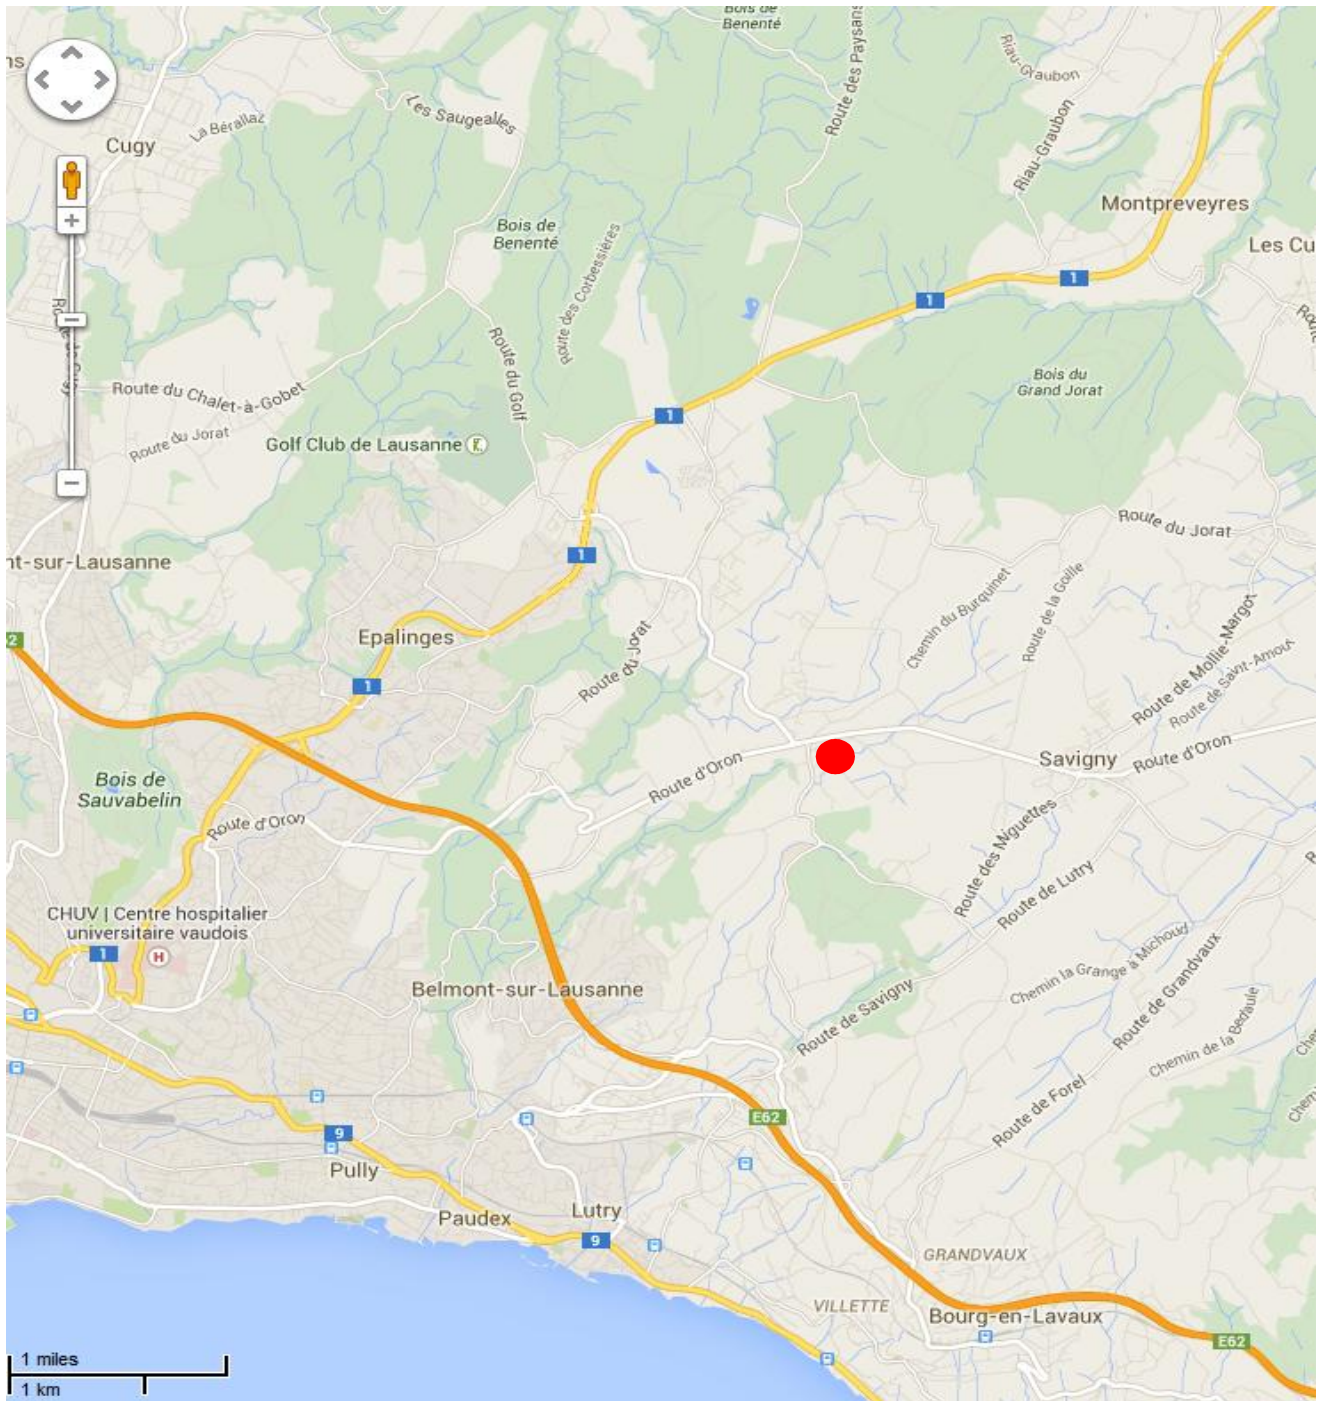 Bois de
Benenté
ns
Cugy
La Bérallaz
Les Saugealles
Route des Paysans
Riau-Graubon
Riau-Graubon
Montpreveyres
Les Cu
Bois de
Benenté
Route des Corbessières
Route du Golf
1
1
Bois du
Grand Jorat
Route du Chalet-à-Gobet
Route du Jorat
Golf Club de Lausanne
1
Route du Jorat
nt-sur-Lausanne
1
Chemin du Burquinet
Route de la Goille
Route de Mollie-Margot
Route de Saint-Amour
2
Epalinges
Route du Jorat
1
Route d'Oron
Savigny
Route d'Oron
Bois de
Sauvabelin
Route d'Oron
Route des Miguettes
Route de Lutry
CHUV | Centre hospitalier
universitaire vaudois
1
H
Belmont-sur-Lausanne
Route de Savigny
Chemin la Grange à Michoud
Route de Grandvaux
Chemin de la Bedaule
Route de Forel
E62
9
Pully
Paudex
Lutry
9
GRANDVAUX
VILLETTE
Bourg-en-Lavaux
E62
1 miles
1 km